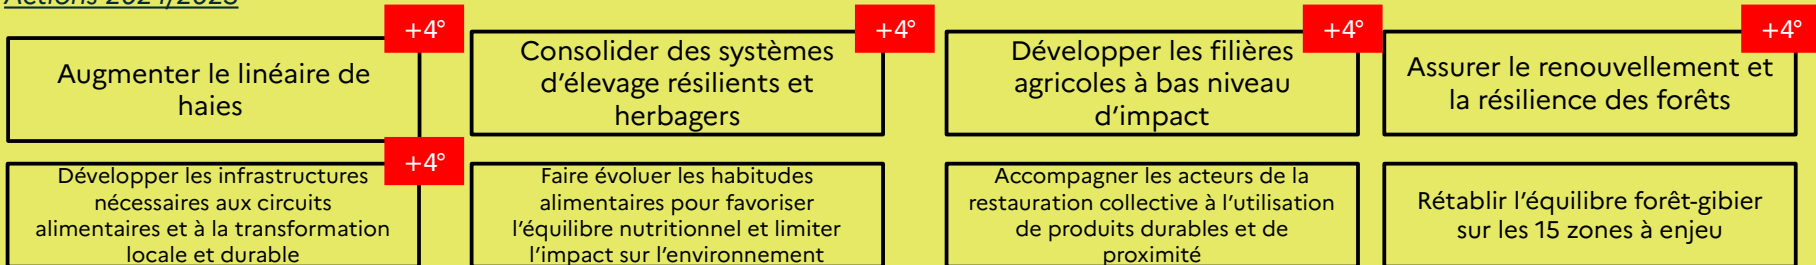 Actions 2024/2025
+4°
Augmenter le linéaire de
haies
+4°
Consolider des systèmes
d'élevage résilients et
herbagers
+4°
Développer les filières
agricoles à bas niveau
d'impact
+4°
Assurer le renouvellement et
la résilience des forêts
+4°
Développer les infrastructures
nécessaires aux circuits
alimentaires et à la transformation
locale et durable
Faire évoluer les habitudes
alimentaires pour favoriser
l'équilibre nutritionnel et limiter
l'impact sur l'environnement
Accompagner les acteurs de la
restauration collective à l'utilisation
de produits durables et de
proximité
Rétablir l'équilibre forêt-gibier
sur les 15 zones à enjeu